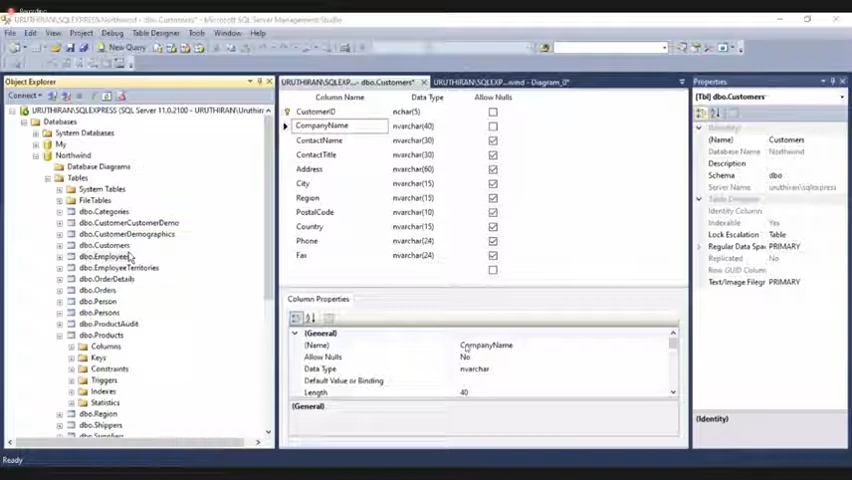 Recording
URUTHIRAN\SQLEXPRESS.Northwind - dbo.Customers* - Microsoft SQL Server Management Studio
File Edit View Project Debug Table Designer Tools Window Help
New Query
Object Explorer
Connect
URUTHIRAN\SQLEXPRESS (SQL Server 11.0.2100 - URUTHIRAN\Uruthiran
Databases
System Databases
My
Northwind
Database Diagrams
Tables
System Tables
FileTables
dbo.Categories
dbo.CustomerCustomerDemo
dbo.CustomerDemographics
dbo.Customers
dbo.Employees
dbo.EmployeeTerritories
dbo.OrderDetails
dbo.Orders
dbo.Person
dbo.Persons
dbo.ProductAudit
dbo.Products
Columns
Keys
Constraints
Triggers
Indexes
Statistics
dbo.Region
dbo.Shippers
dbo.Suppliers
URUTHIRAN\SQLEXP...- dbo.Customers*
URUTHIRAN\SQLEXP...wind - Diagram_0*
Column Name Data Type Allow Nulls
CustomerID nchar(5)
CompanyName nvarchar(40)
ContactName nvarchar(30)
ContactTitle nvarchar(30)
Address nvarchar(60)
City nvarchar(15)
Region nvarchar(15)
PostalCode nvarchar(10)
Country nvarchar(15)
Phone nvarchar(24)
Fax nvarchar(24)
Column Properties
(General)
(Name) CompanyName
Allow Nulls No
Data Type nvarchar
Default Value or Binding
Length 40
(General)
Properties
[Tbl] dbo.Customers
(Identity)
(Name) Customers
Database Name Northwind
Description
Schema dbo
Server Name uruthiran\sqlexpress
Table Designer
Identity Column
Indexable Yes
Lock Escalation Table
Regular Data Spac PRIMARY
Replicated No
Row GUID Column
Text/Image Filegr PRIMARY
(Identity)
Ready